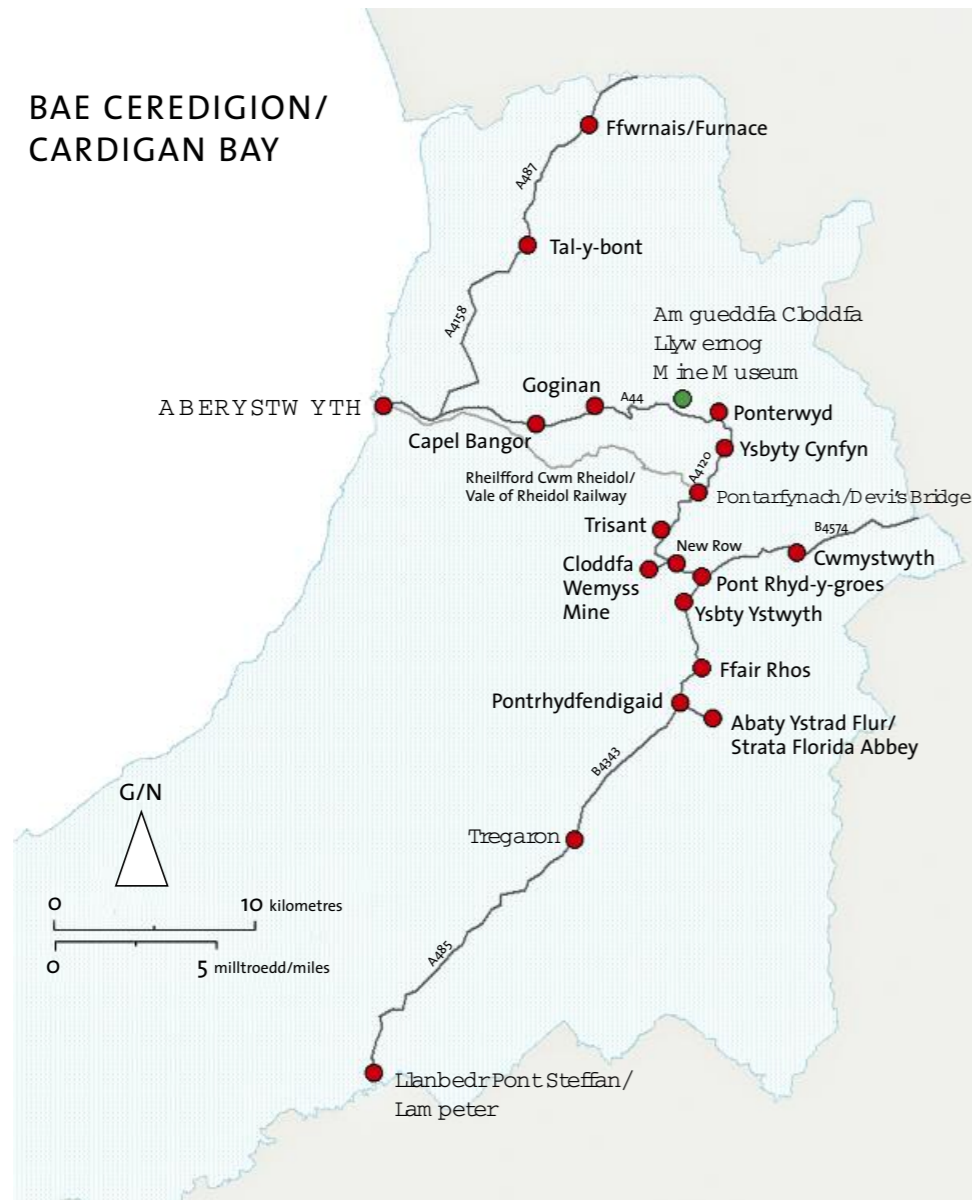 BAE CEREDIGION/
CARDIGAN BAY
Ffwrnais/Furnace
A487
Tal-y-bont
A4158
Amgueddfa Cloddfa
Llywernog
Mine Museum
ABERYSTWYTH
Goginan
A44
Ponterwyd
Capel Bangor
Ysbyty Cynfyn
A4120
Rheilfford Cwm Rheidol/
Vale of Rheidol Railway
Pontarfynach/Devi's Bridge
Trisant
B4574
New Row
Cwmystwyth
Cloddfa
Wemyss
Mine
Pont Rhyd-y-groes
Ysbty Ystwyth
Ffair Rhos
Pontrhydfendigaid
Abaty Ystrad Flur/
Strata Florida Abbey
B4343
G/N
Tregaron
0 10 kilometres
0 5 milltroedd/miles
A485
Llanbedr Pont Steffan/
Lampeter